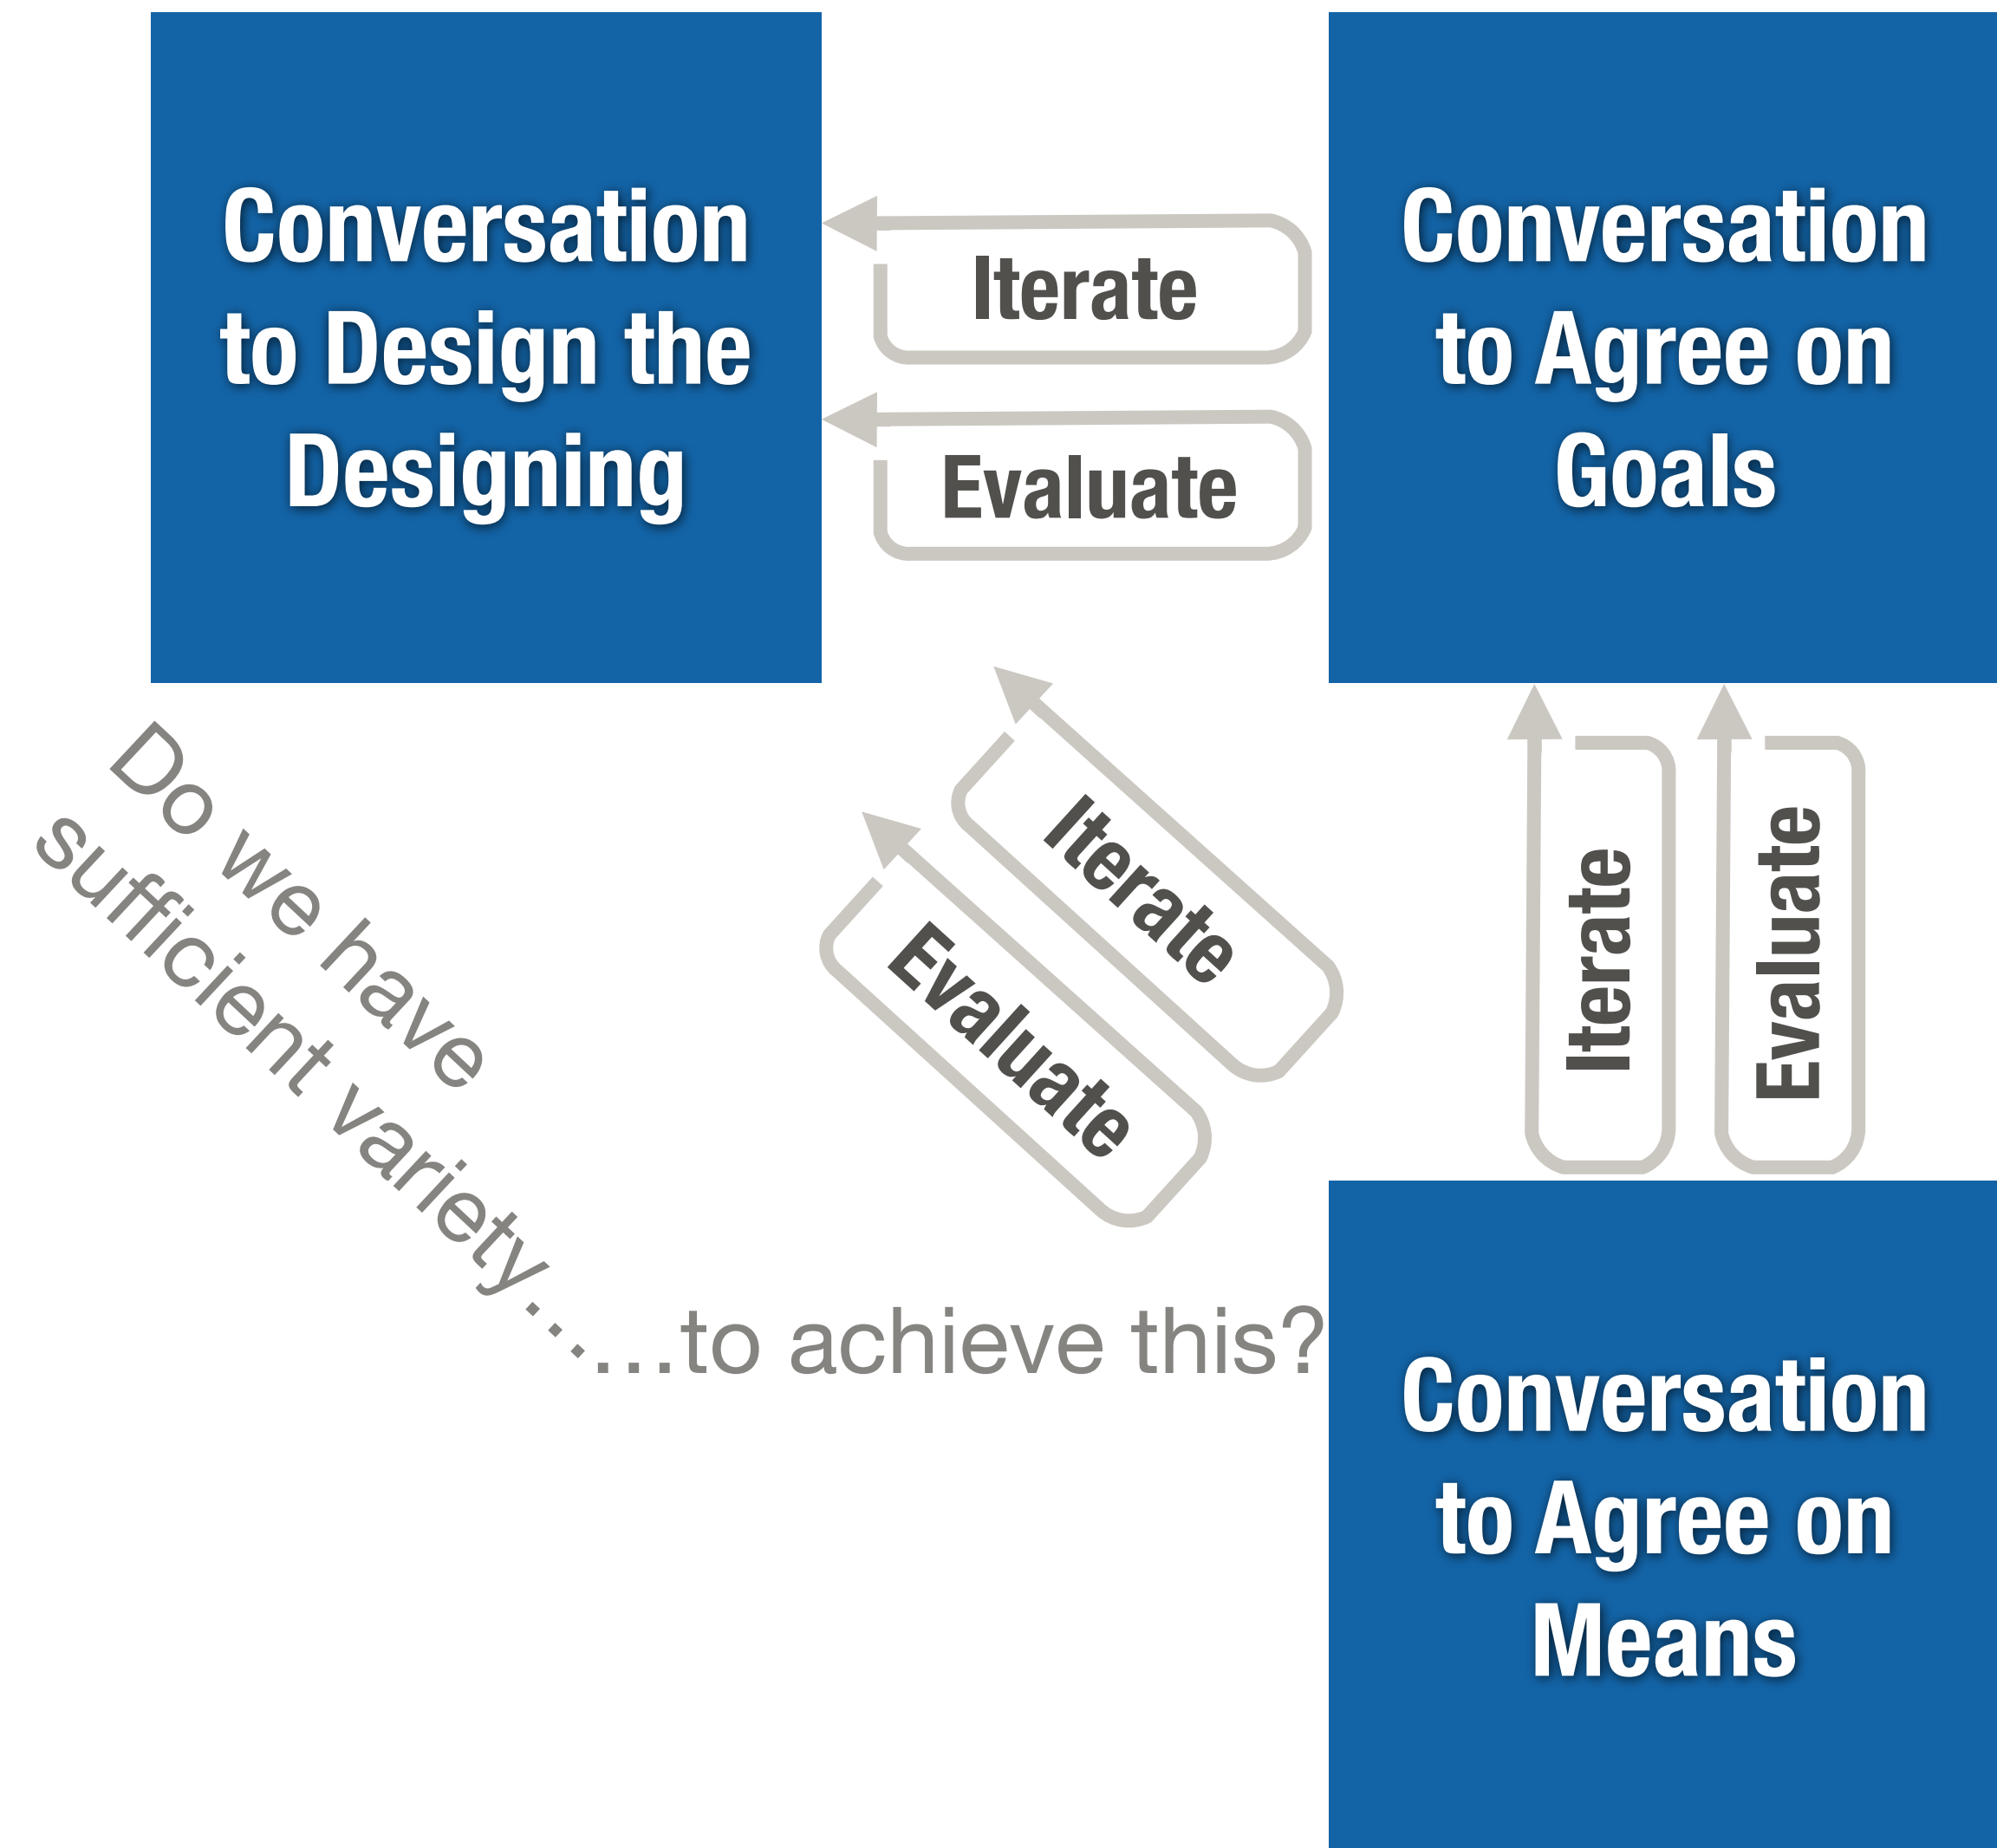 Conversation
to Design the
Designing
Iterate
Evaluate
Conversation
to Agree on
Goals
Iterate
Evaluate
Iterate
Evaluate
Do we have
sufficient variety...
...to achieve this?
Conversation
to Agree on
Means